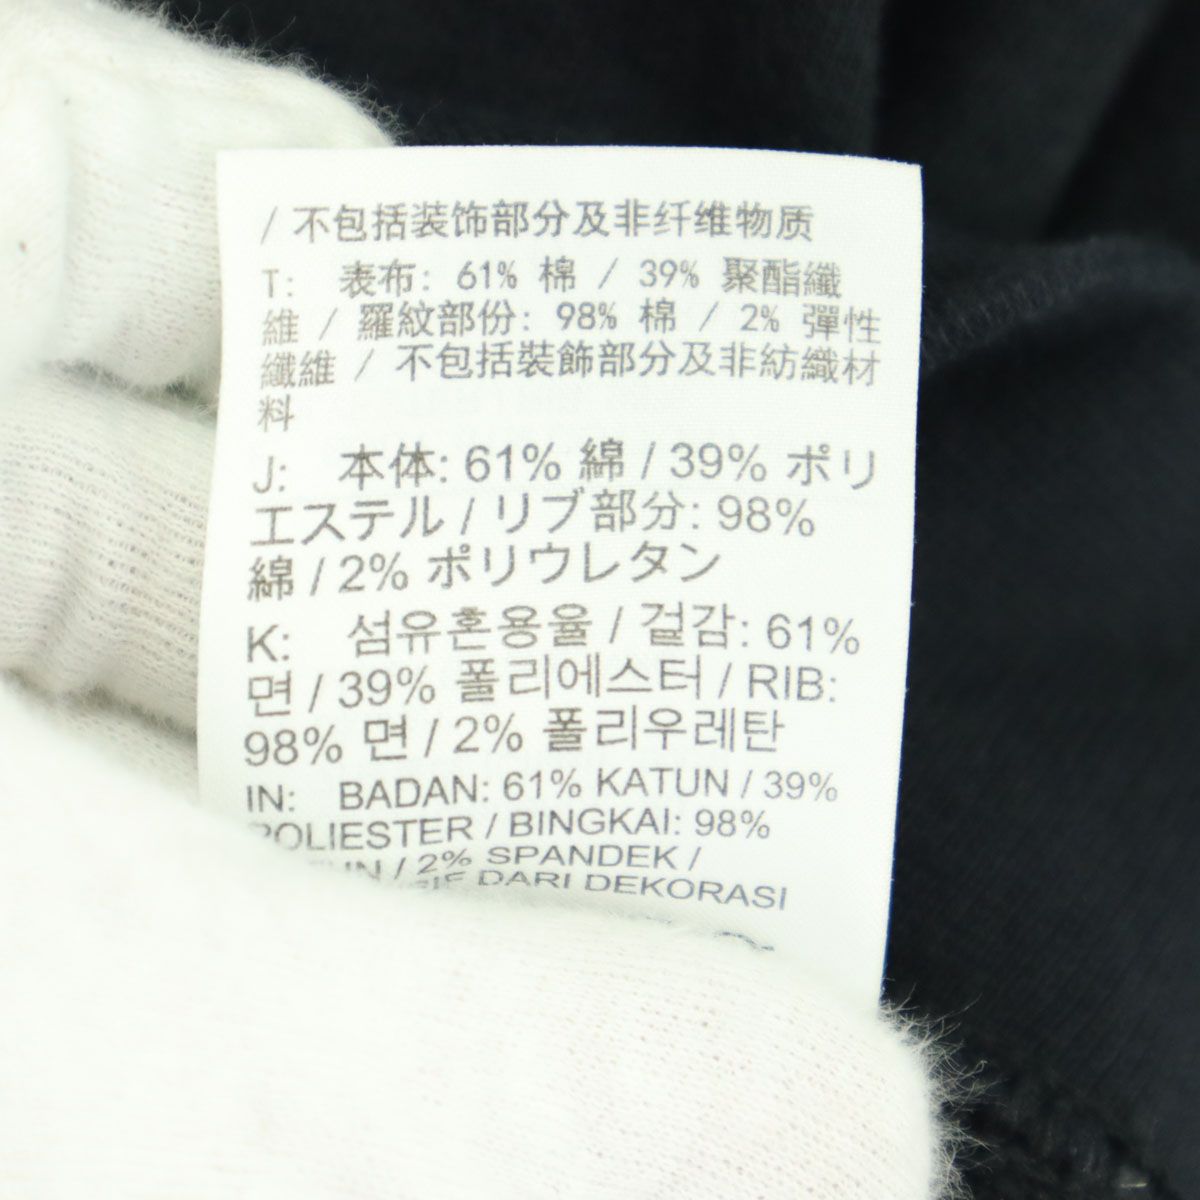 / 不包括装饰部分及非纤维物质
T: 表布: 61% 棉 / 39% 聚酯纖
維 / 羅紋部份: 98% 棉 / 2% 彈性
纖維 / 不包括裝飾部分及非紡織材
料
J: 本体: 61% 綿 / 39% ポリ
エステル / リブ部分: 98%
綿 / 2% ポリウレタン
K: 섬유혼용율 / 겉감: 61%
면 / 39% 폴리에스터 / RIB:
98% 면 / 2% 폴리우레탄
IN: BADAN: 61% KATUN / 39%
POLIESTER / BINGKAI: 98%
/ 2% SPANDEK /
DARI DEKORASI